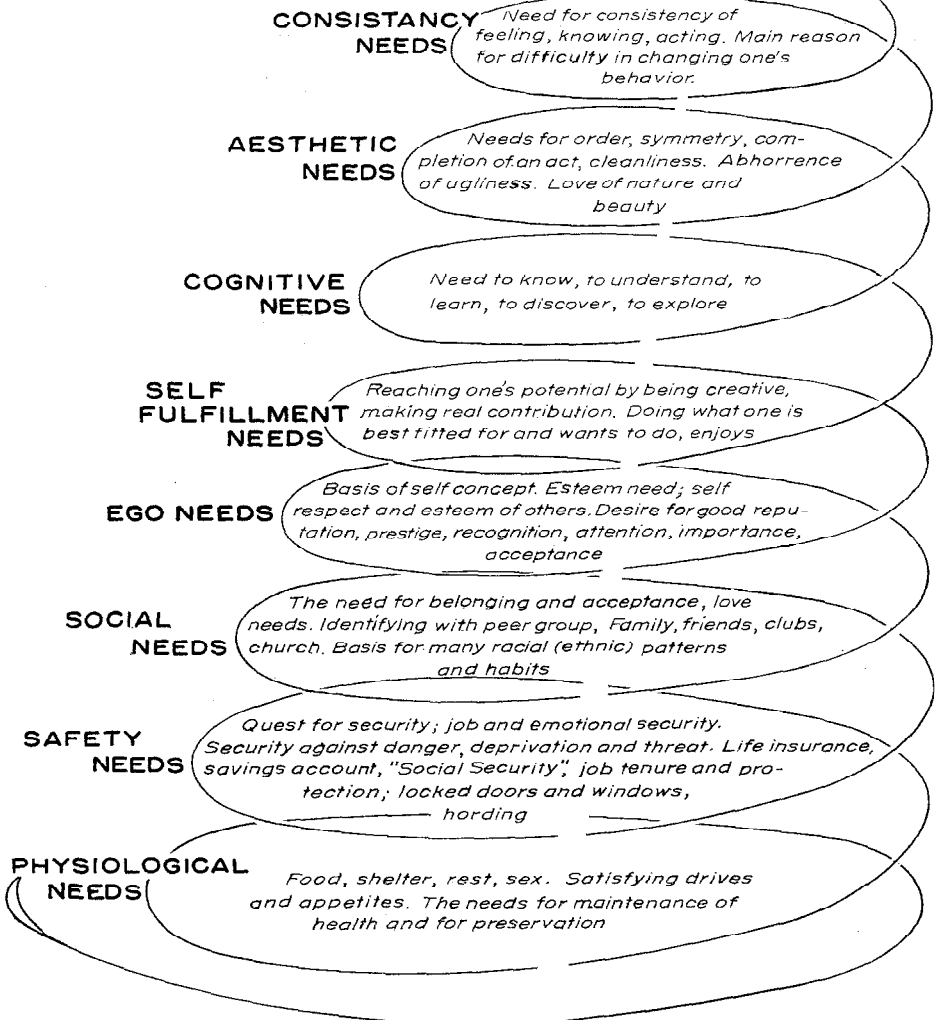 CONSISTANCY
NEEDS
Need for consistency of
feeling, knowing, acting. Main reason
for difficulty in changing one's
behavior.
AESTHETIC
NEEDS
Needs for order, symmetry, com-
pletion of an act, cleanliness. Abhorrence
of ugliness. Love of nature and
beauty
COGNITIVE
NEEDS
Need to know, to understand, to
learn, to discover, to explore
SELF
FULFILLMENT
NEEDS
Reaching one's potential by being creative,
making real contribution. Doing what one is
best fitted for and wants to do, enjoys
EGO NEEDS
Basis of self concept. Esteem need; self
respect and esteem of others. Desire for good repu-
tation, prestige, recognition, attention, importance,
acceptance
SOCIAL
NEEDS
The need for belonging and acceptance, love
needs. Identifying with peer group, Family, friends, clubs,
church. Basis for many racial (ethnic) patterns
and habits
SAFETY
NEEDS
Quest for security; job and emotional security.
Security against danger, deprivation and threat. Life insurance,
savings account, "Social Security", job tenure and pro-
tection; locked doors and windows,
hording
PHYSIOLOGICAL
NEEDS
Food, shelter, rest, sex. Satisfying drives
and appetites. The needs for maintenance of
health and for preservation